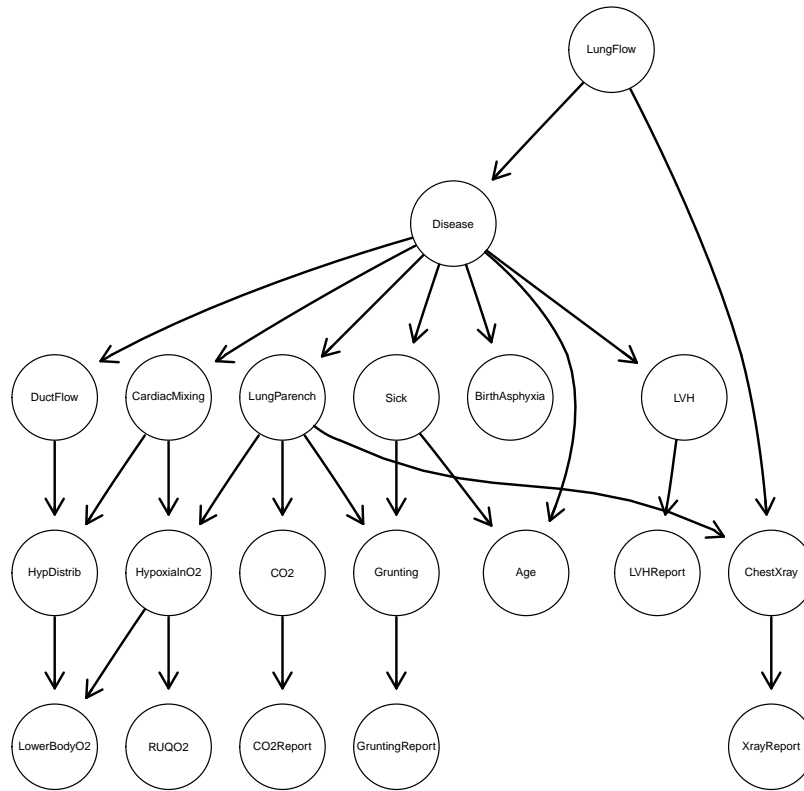 LungFlow
Disease
DuctFlow
CardiacMixing
LungParench
Sick
BirthAsphyxia
LVH
HypDistrib
HypoxiaInO2
CO2
Grunting
Age
LVHReport
ChestXray
LowerBodyO2
RUQO2
CO2Report
GruntingReport
XrayReport